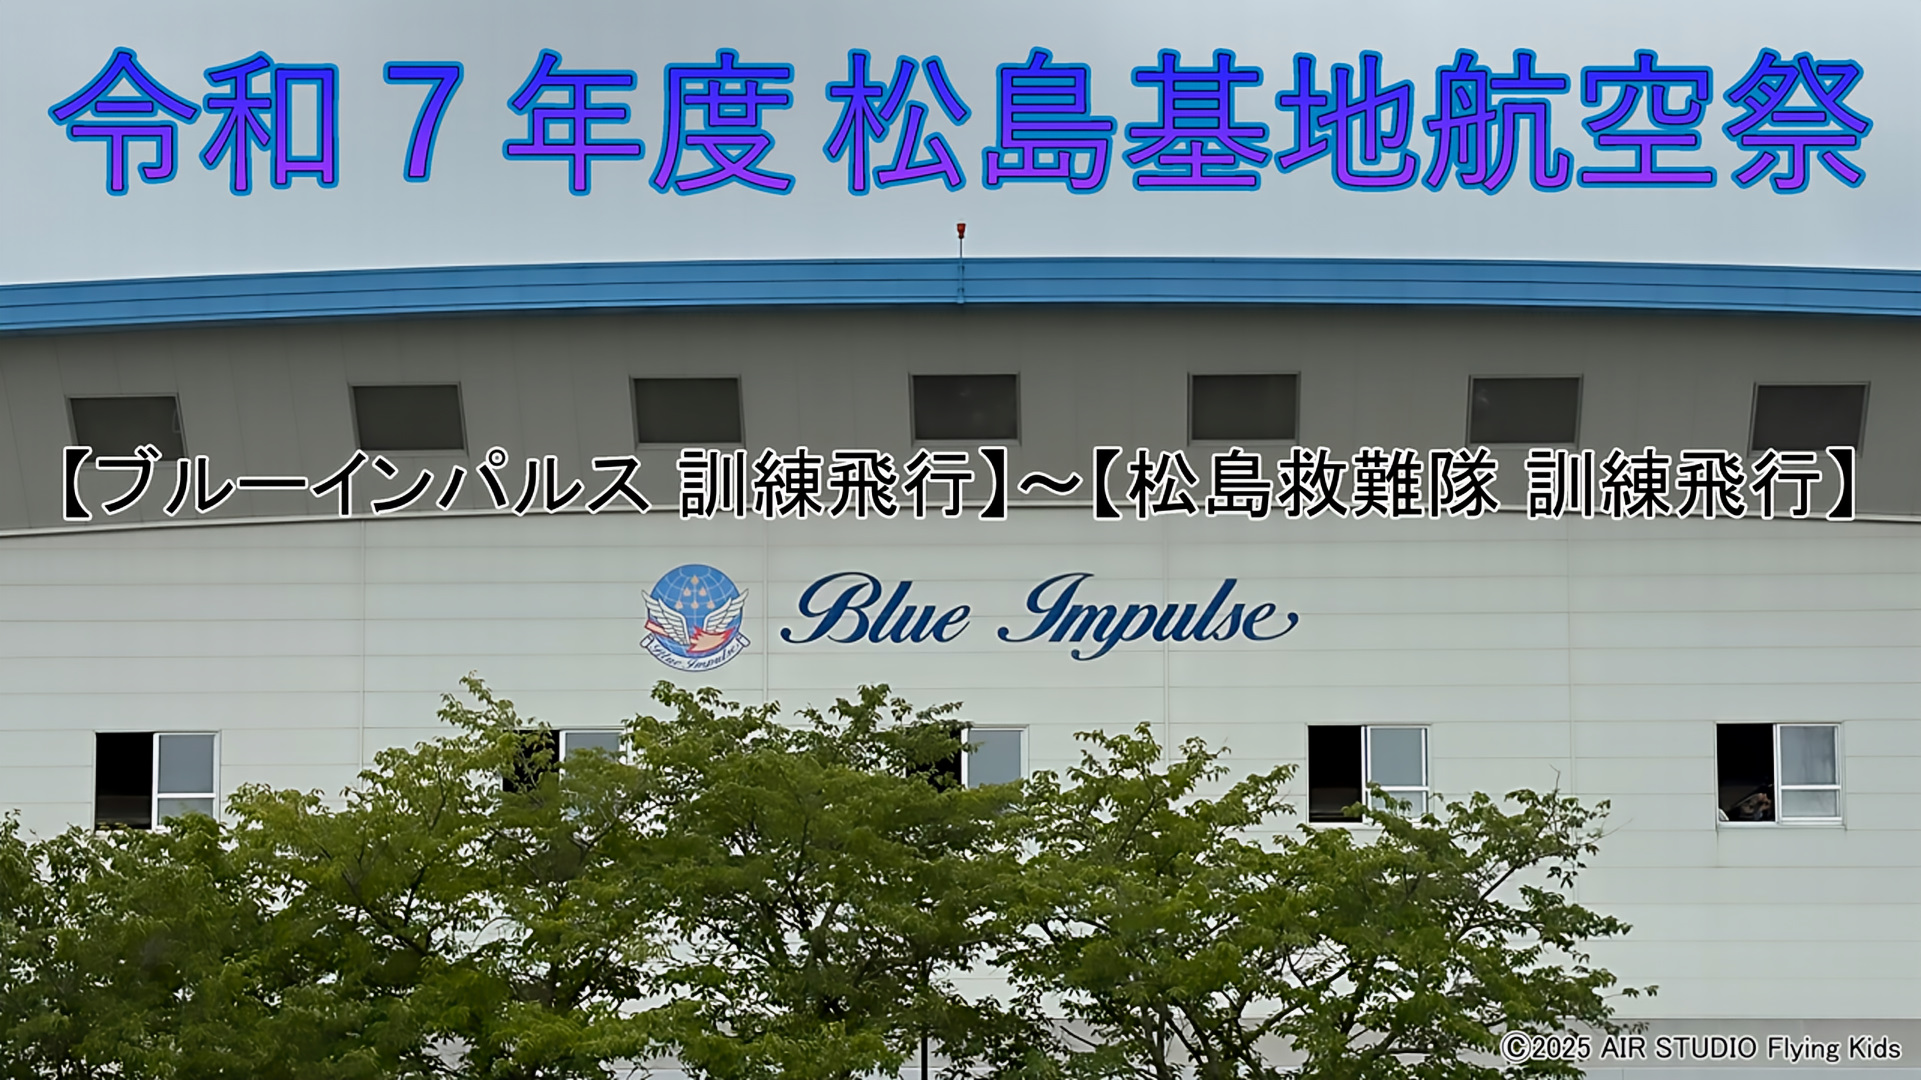 令和７年度 松島基地航空祭
【ブルーインパルス 訓練飛行】～【松島救難隊 訓練飛行】
Blue Impulse
Blue Impulse
©2025 AIR STUDIO Flying Kids